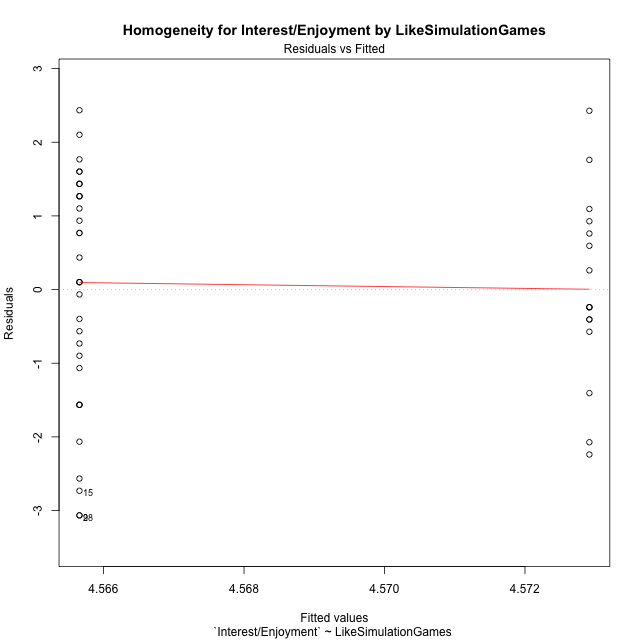 Homogeneity for Interest/Enjoyment by LikeSimulationGames
Residuals vs Fitted
3
2
1
0
-1
-2
-3
Residuals
15
4.566
4.568
4.570
4.572
Fitted values
`Interest/Enjoyment` ~ LikeSimulationGames